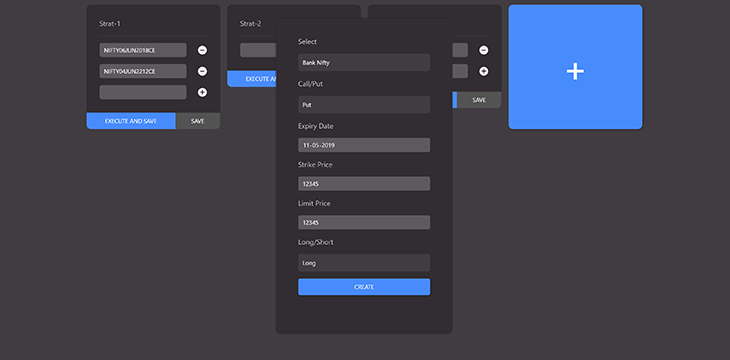 Strat-1
NIFTY06JUN2018CE
NIFTY04JUN2212CE
EXECUTE AND SAVE
SAVE
Strat-2
EXECUTE AN
SAVE
Select
Bank Nifty
Call/Put
Put
Expiry Date
11-05-2019
Strike Price
12345
Limit Price
12345
Long/Short
Long
CREATE